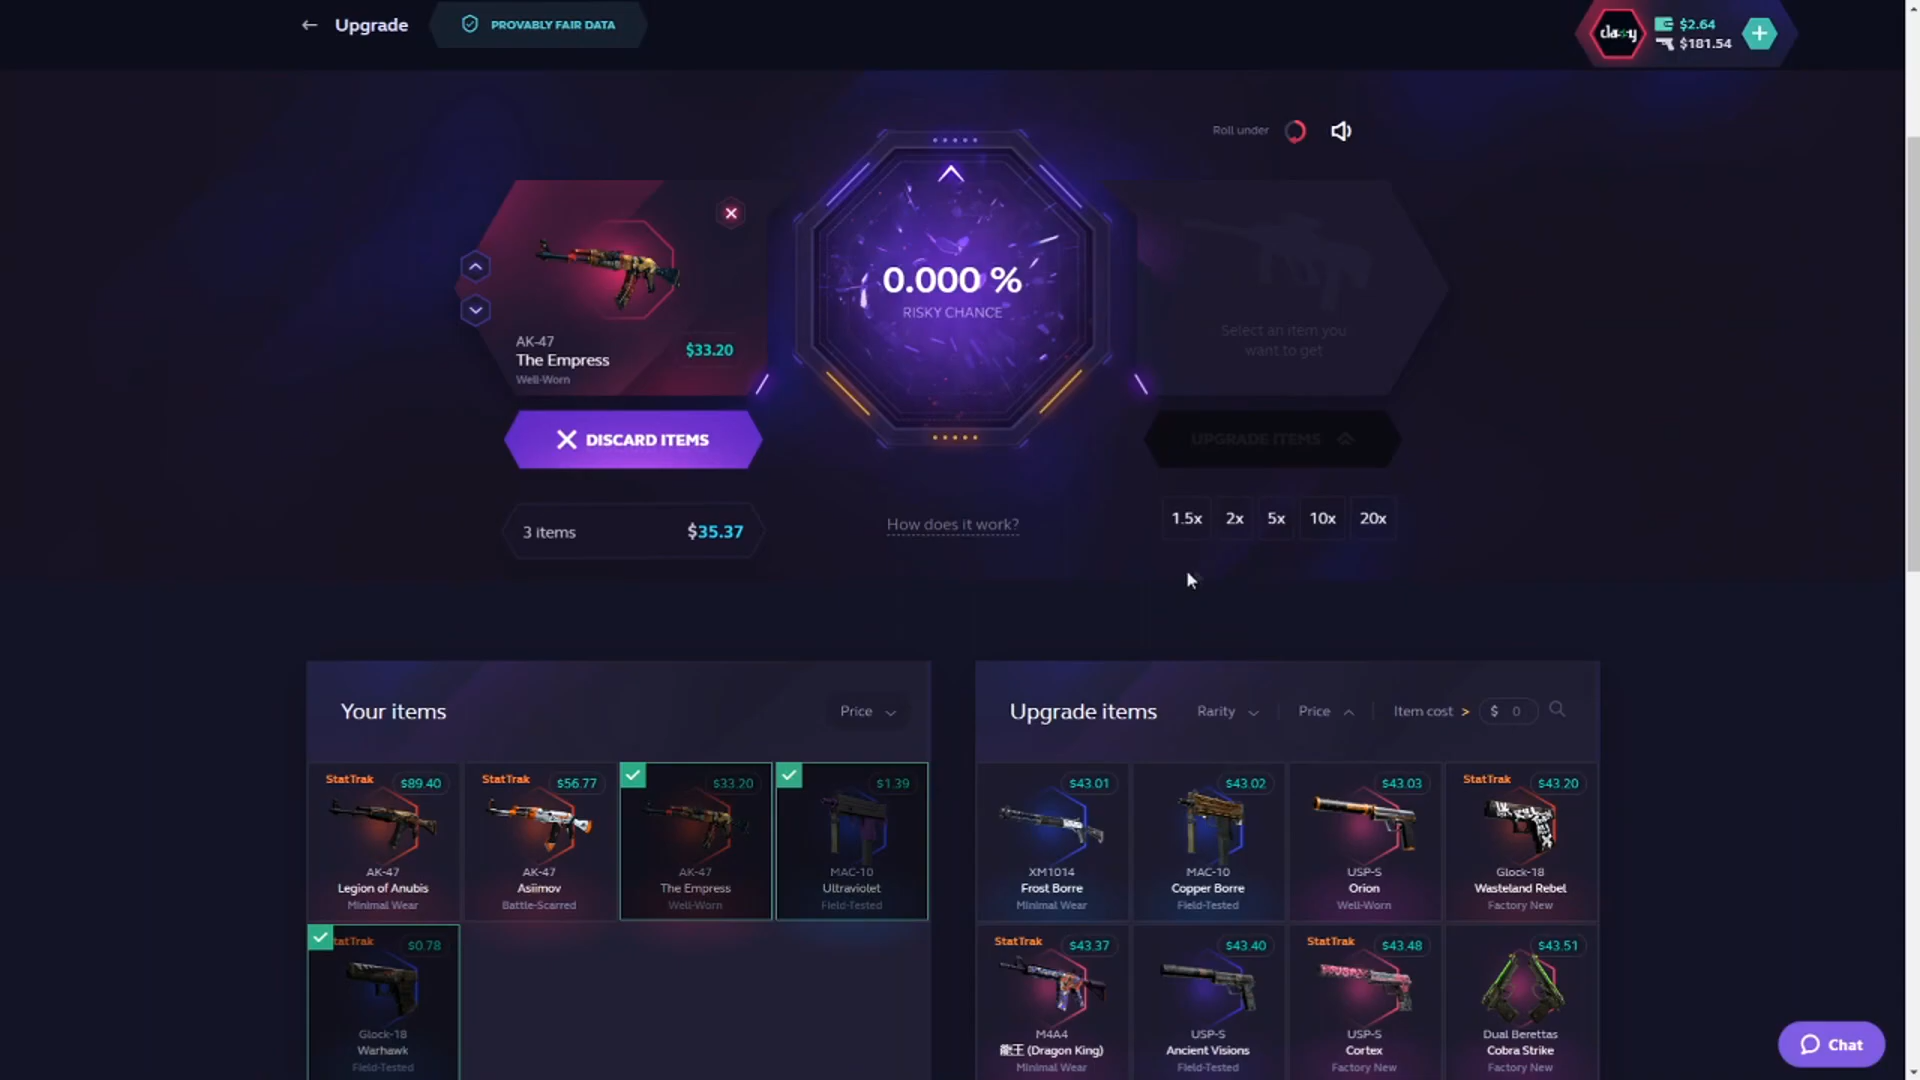 Upgrade
PROVABLY FAIR DATA
classy
$2.64
$181.54
Roll under
0.000 %
RISKY CHANCE
AK-47
The Empress
$33.20
Well-Worn
Select an item you
want to get
DISCARD ITEMS
UPGRADE ITEMS
3 items
$35.37
How does it work?
1.5x
2x
5x
10x
20x
Your items
Price
Upgrade items
Rarity
Price
Item cost >
$ 0
StatTrak
$89.40
AK-47
Legion of Anubis
Minimal Wear
StatTrak
$56.77
AK-47
Asiimov
Battle-Scarred
$33.20
AK-47
The Empress
Well-Worn
$1.39
MAC-10
Ultraviolet
Field-Tested
tatTrak
$0.78
Glock-18
Warhawk
Field-Tested
$43.01
XM1014
Frost Borre
Minimal Wear
$43.02
MAC-10
Copper Borre
Field-Tested
$43.03
USP-S
Orion
Well-Worn
StatTrak
$43.20
Glock-18
Wasteland Rebel
Factory New
StatTrak
$43.37
M4A4
龍王 (Dragon King)
Minimal Wear
$43.40
USP-S
Ancient Visions
Field-Tested
StatTrak
$43.48
USP-S
Cortex
Factory New
$43.51
Dual Berettas
Cobra Strike
Factory New
Chat